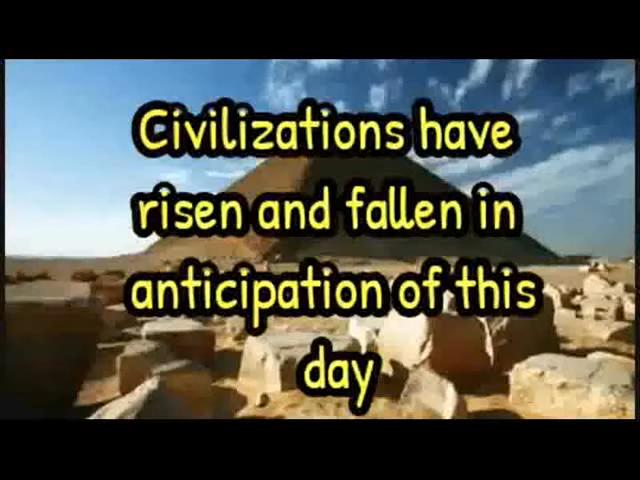 Civilizations have
risen and fallen in
anticipation of this
day